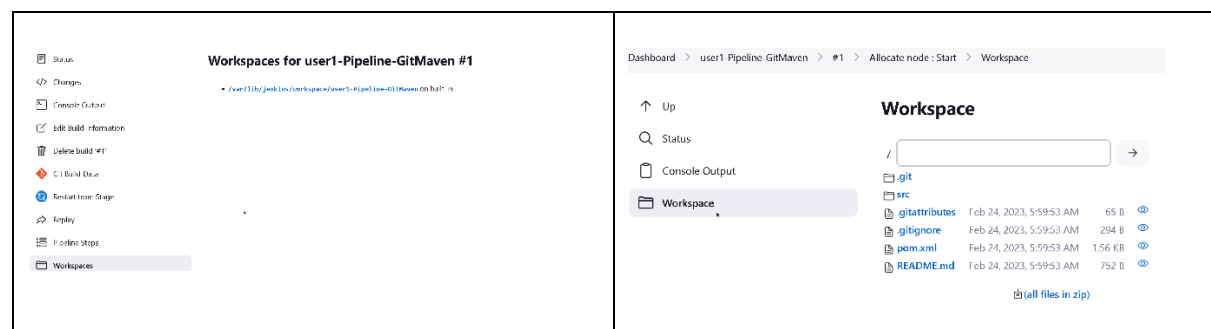 Status
Changes
Console Output
Edit Build Information
Delete build '#1'
Git Build Data
Restart from Stage
Replay
Pipeline Steps
Workspaces
Workspaces for user1-Pipeline-GitMaven #1
/var/lib/jenkins/workspace/user1-Pipeline-GitMaven on built in
Dashboard > user1-Pipeline-GitMaven > #1 > Allocate node : Start > Workspace
Up
Status
Console Output
Workspace
Workspace
/
.git
src
.gitattributes Feb 24, 2023, 5:59:53 AM 65 B
.gitignore Feb 24, 2023, 5:59:53 AM 294 B
pom.xml Feb 24, 2023, 5:59:53 AM 1.56 KB
README.md Feb 24, 2023, 5:59:53 AM 752 B
(all files in zip)